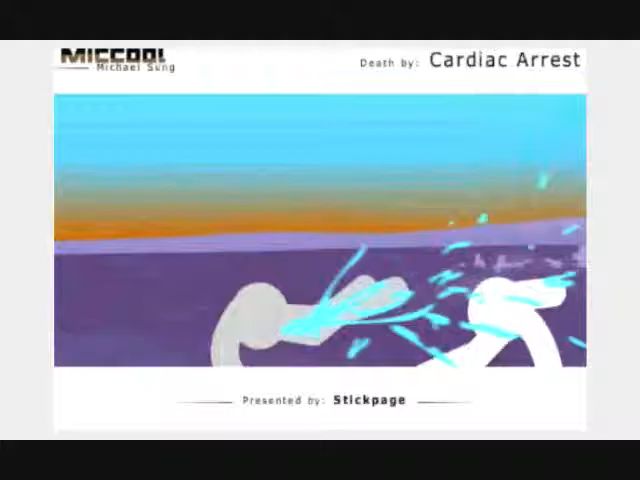 MICCOOL
Michael Sung
Death by: Cardiac Arrest
Presented by: Stickpage